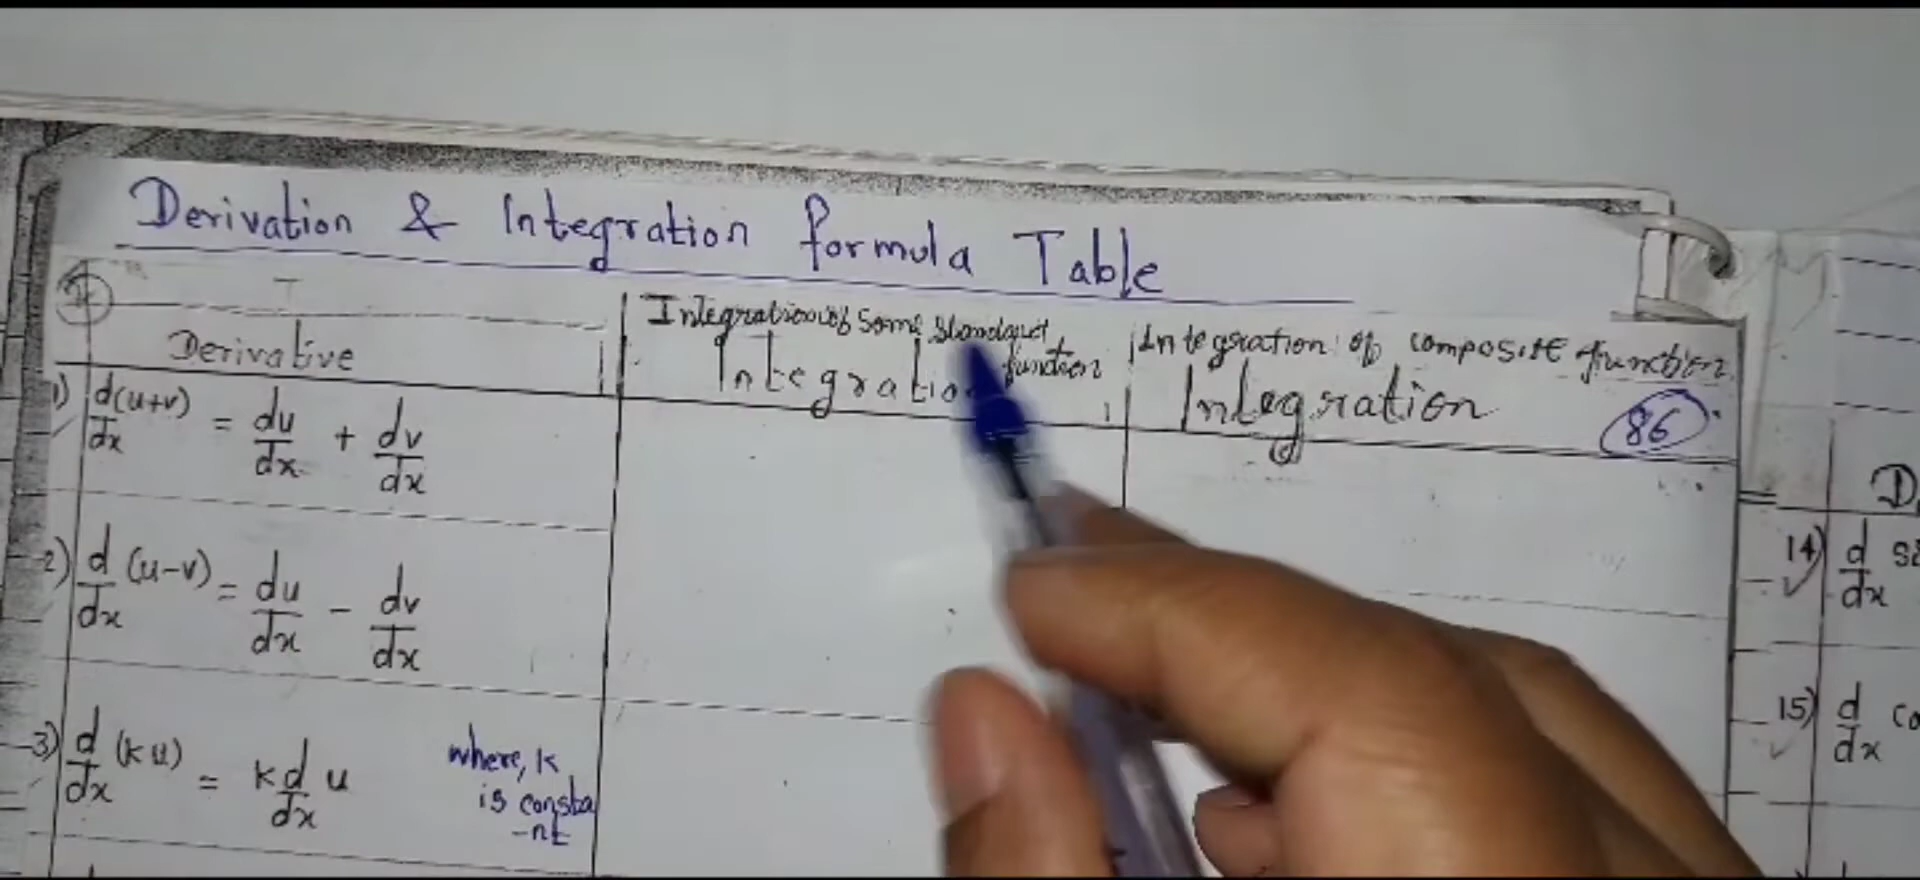 Derivation & Integration formula Table
Derivative
Integration of Some Standard function
Integration
Integration of composite function
Integration
86
1) d(u+v)/dx = du/dx + dv/dx
2) d/dx (u-v) = du/dx - dv/dx
3) d/dx (ku) = k d/dx u
where, k
is consta
-nt
D
14) d/dx
15) d/dx